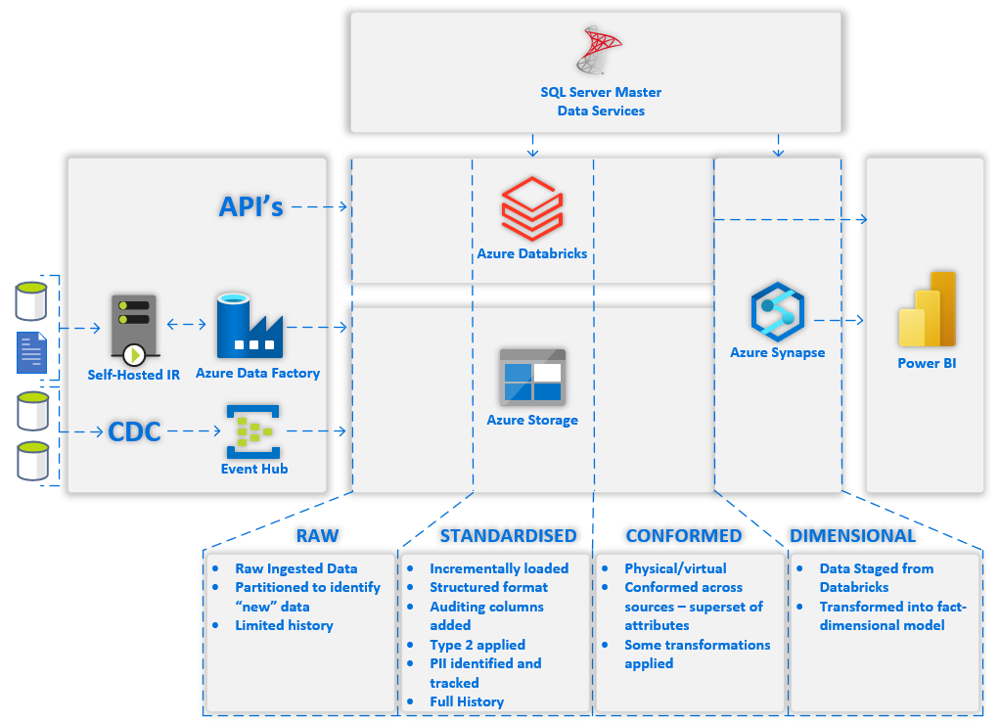 SQL Server Master
Data Services
API’s
Azure Databricks
Self-Hosted IR
Azure Data Factory
Azure Synapse
Power BI
Azure Storage
CDC
Event Hub
RAW
• Raw Ingested Data
• Partitioned to identify
“new” data
• Limited history
STANDARDISED
• Incrementally loaded
• Structured format
• Auditing columns
added
• Type 2 applied
• PII identified and
tracked
• Full History
CONFORMED
• Physical/virtual
• Conformed across
sources – superset of
attributes
• Some transformations
applied
DIMENSIONAL
• Data Staged from
Databricks
• Transformed into fact-
dimensional model